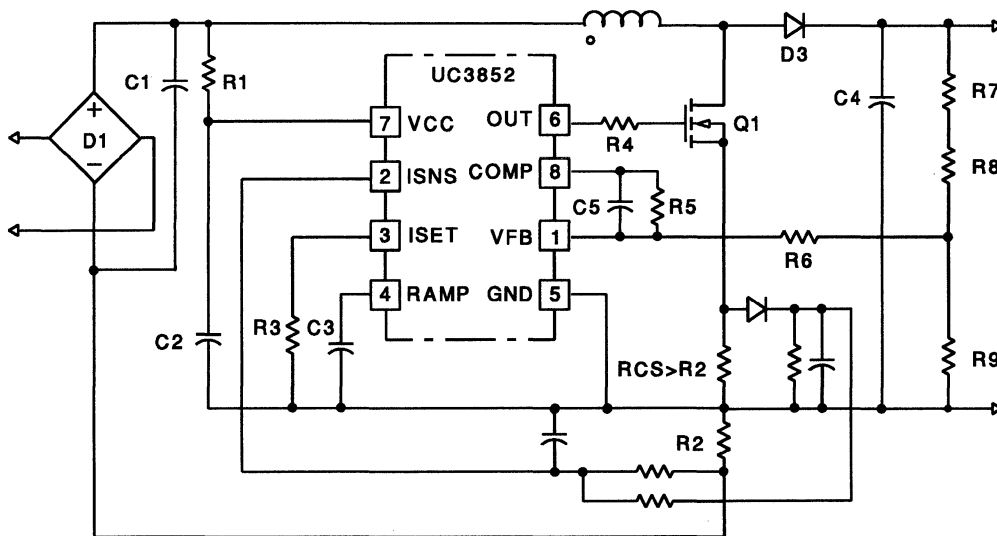 UC3852
C1
R1
D3
C4
R7
+
D1
−
7 VCC
OUT 6
R4
Q1
2 ISNS
COMP 8
C5
R5
R8
3 ISET
VFB 1
R6
4 RAMP
GND 5
R3
C3
C2
RCS>R2
R9
R2